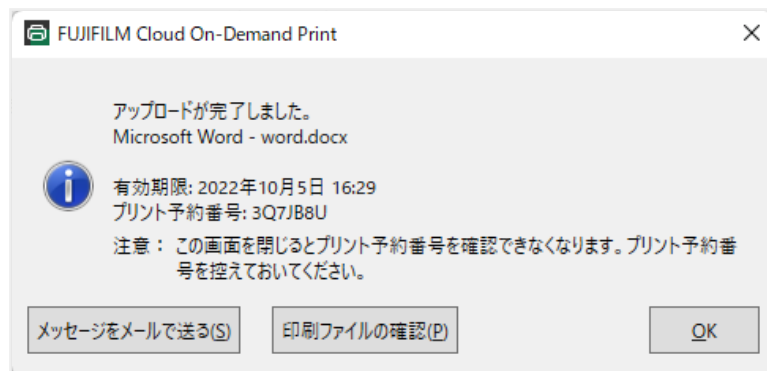 FUJIFILM Cloud On-Demand Print
アップロードが完了しました。
Microsoft Word - word.docx
有効期限: 2022年10月5日 16:29
プリント予約番号: 3Q7JB8U
注意： この画面を閉じるとプリント予約番号を確認できなくなります。プリント予約番
号を控えておいてください。
メッセージをメールで送る(S)
印刷ファイルの確認(P)
OK